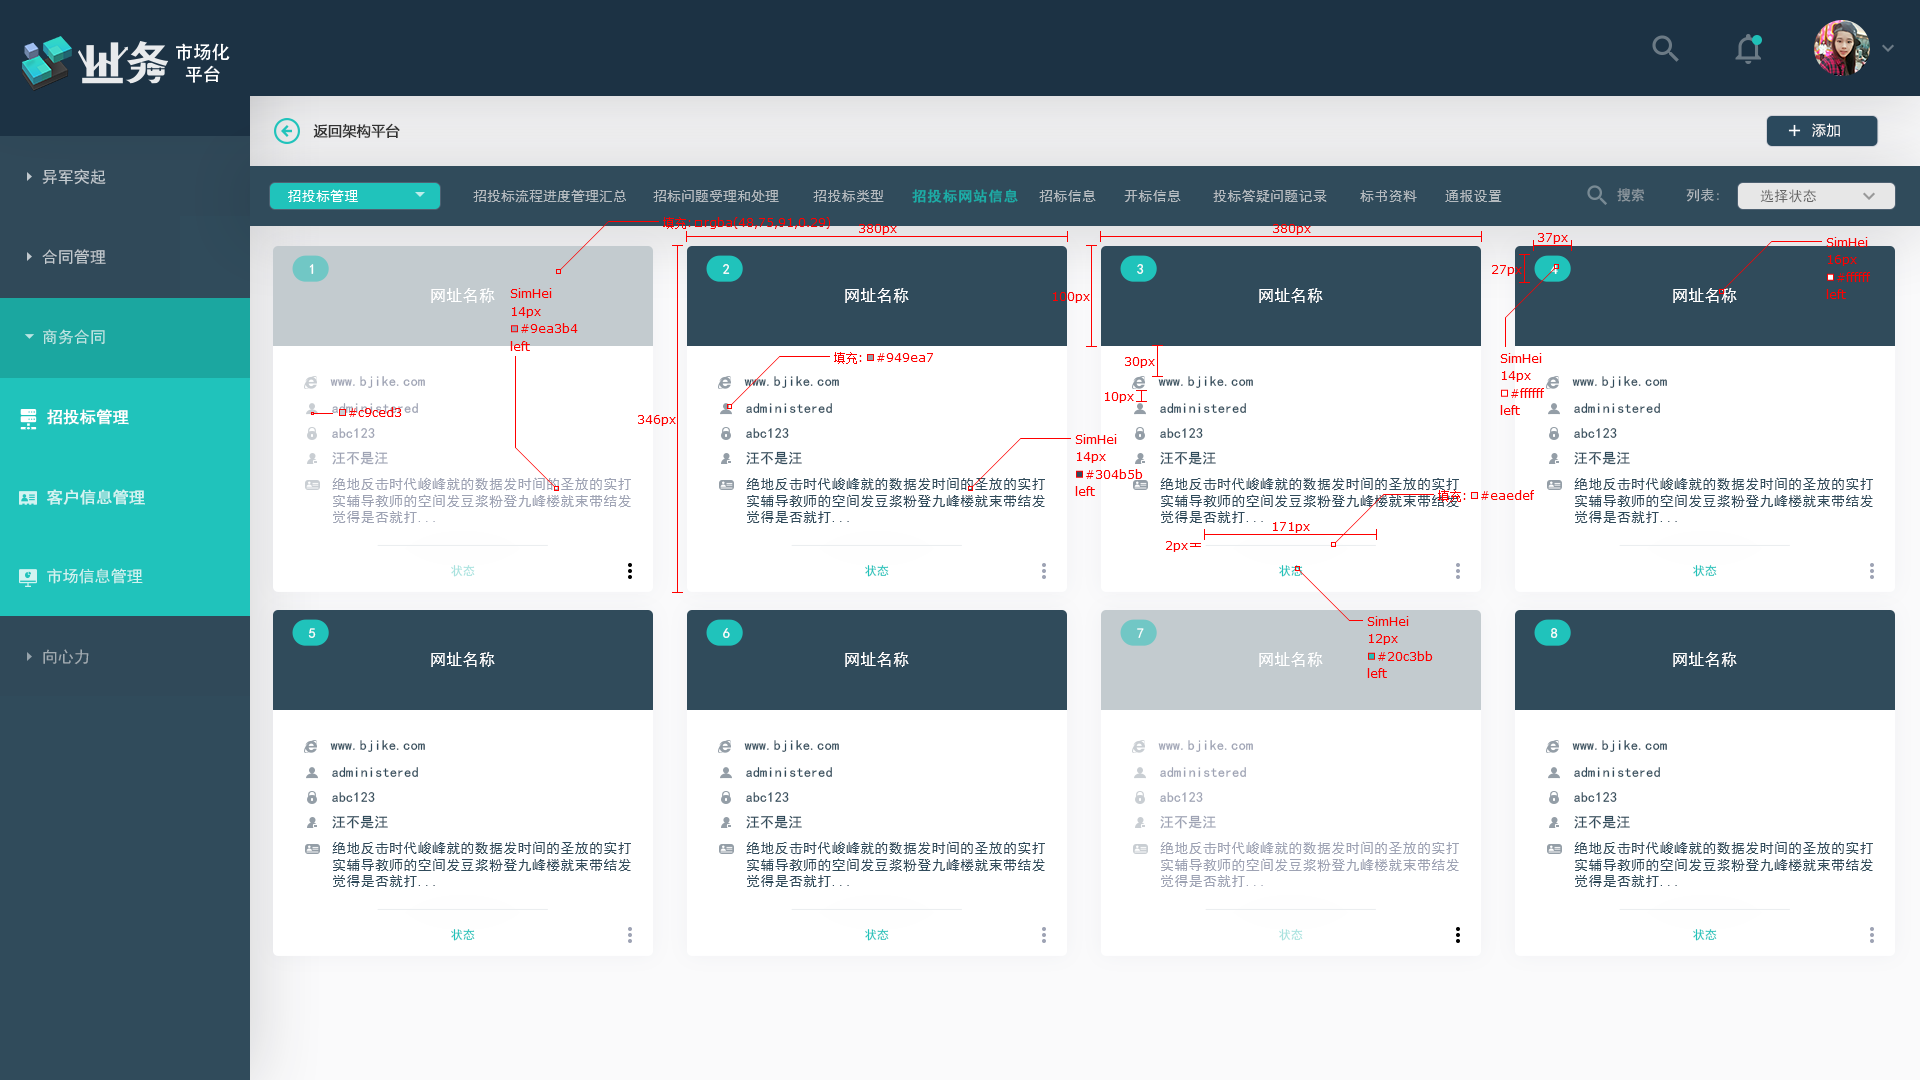 业务 市场化
平台
返回架构平台
+ 添加
异军突起
合同管理
商务合同
招投标管理
客户信息管理
市场信息管理
向心力
招投标管理 招投标流程进度管理汇总 招标问题受理和处理 招投标类型 招投标网站信息 招标信息 开标信息 投标答疑问题记录 标书资料 通报设置 搜索 列表: 选择状态
380px
380px
37px
27px
100px
30px
10px
346px
171px
2px
1
网址名称
www.bjike.com
administered
abc123
汪不是汪
绝地反击时代峻峰就的数据发时间的圣放的实打
实辅导教师的空间发豆浆粉登九峰楼就束带结发
觉得是否就打...
状态
SimHei
14px
#9ea3b4
left
#c9ced3
2
网址名称
填充: #949ea7
www.bjike.com
administered
abc123
汪不是汪
绝地反击时代峻峰就的数据发时间的圣放的实打
实辅导教师的空间发豆浆粉登九峰楼就束带结发
觉得是否就打...
状态
SimHei
14px
#304b5b
left
3
网址名称
www.bjike.com
administered
abc123
汪不是汪
绝地反击时代峻峰就的数据发时间的圣放的实打
实辅导教师的空间发豆浆粉登九峰楼就束带结发
觉得是否就打...
填充: #eaedef
状态
SimHei
12px
#20c3bb
left
4
网址名称
SimHei
15px
#ffffff
left
SimHei
14px
#ffffff
left
www.bjike.com
administered
abc123
汪不是汪
绝地反击时代峻峰就的数据发时间的圣放的实打
实辅导教师的空间发豆浆粉登九峰楼就束带结发
觉得是否就打...
状态
5
网址名称
www.bjike.com
administered
abc123
汪不是汪
绝地反击时代峻峰就的数据发时间的圣放的实打
实辅导教师的空间发豆浆粉登九峰楼就束带结发
觉得是否就打...
状态
6
网址名称
www.bjike.com
administered
abc123
汪不是汪
绝地反击时代峻峰就的数据发时间的圣放的实打
实辅导教师的空间发豆浆粉登九峰楼就束带结发
觉得是否就打...
状态
7
网址名称
www.bjike.com
administered
abc123
汪不是汪
绝地反击时代峻峰就的数据发时间的圣放的实打
实辅导教师的空间发豆浆粉登九峰楼就束带结发
觉得是否就打...
状态
8
网址名称
www.bjike.com
administered
abc123
汪不是汪
绝地反击时代峻峰就的数据发时间的圣放的实打
实辅导教师的空间发豆浆粉登九峰楼就束带结发
觉得是否就打...
状态